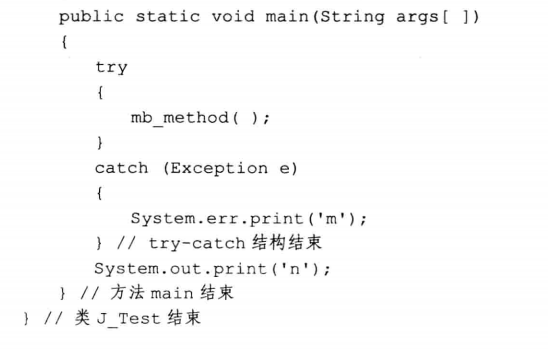 public static void main(String args[ ])
{
try
{
mb_method( );
}
catch (Exception e)
{
System.err.print('m');
} // try-catch 结构结束
System.out.print('n');
} // 方法 main 结束
} // 类 J_Test 结束